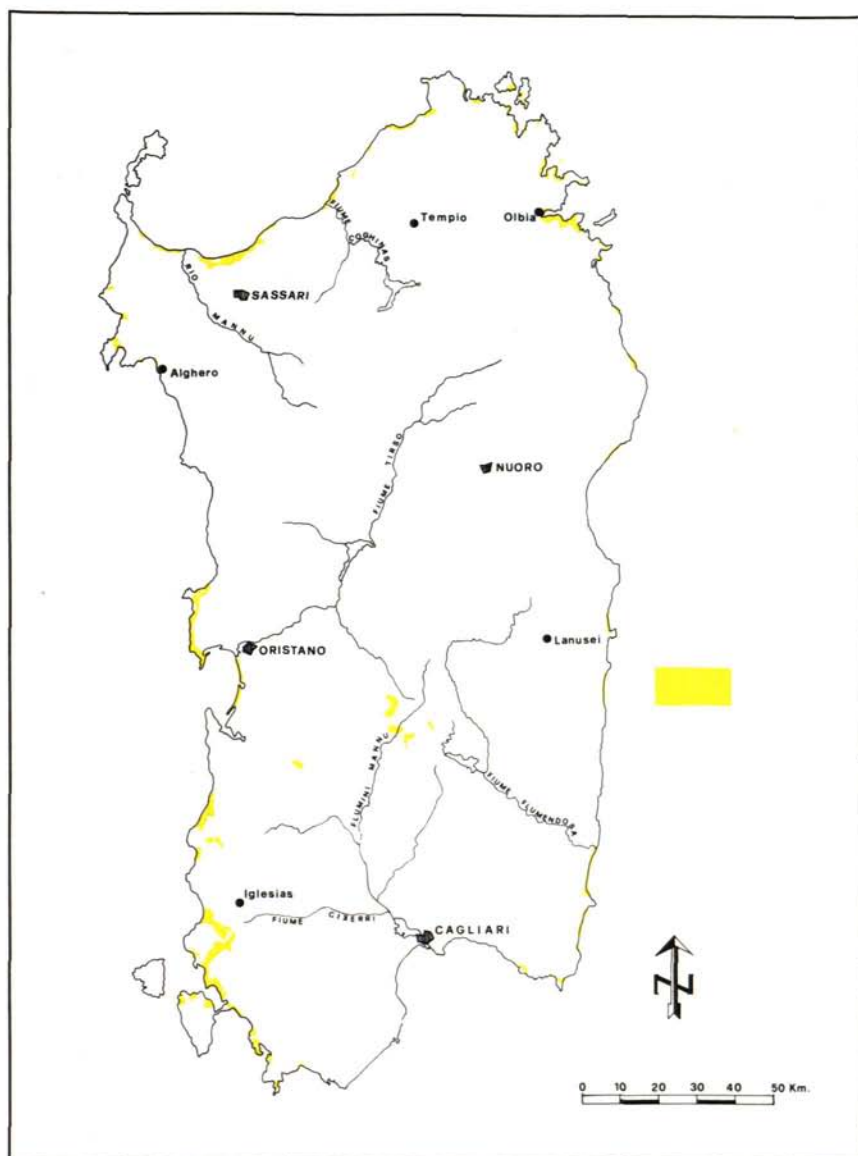 Tempio
Olbia
FIUME
COGHINAS
SASSARI
RIO
MANNU
Alghero
FIUME TIRSO
NUORO
ORISTANO
Lanusei
FLUMINI MANNU
FIUME FLUMENDORA
Iglesias
FIUME CIXERRI
CAGLIARI
N
0 10 20 30 40 50 Km.